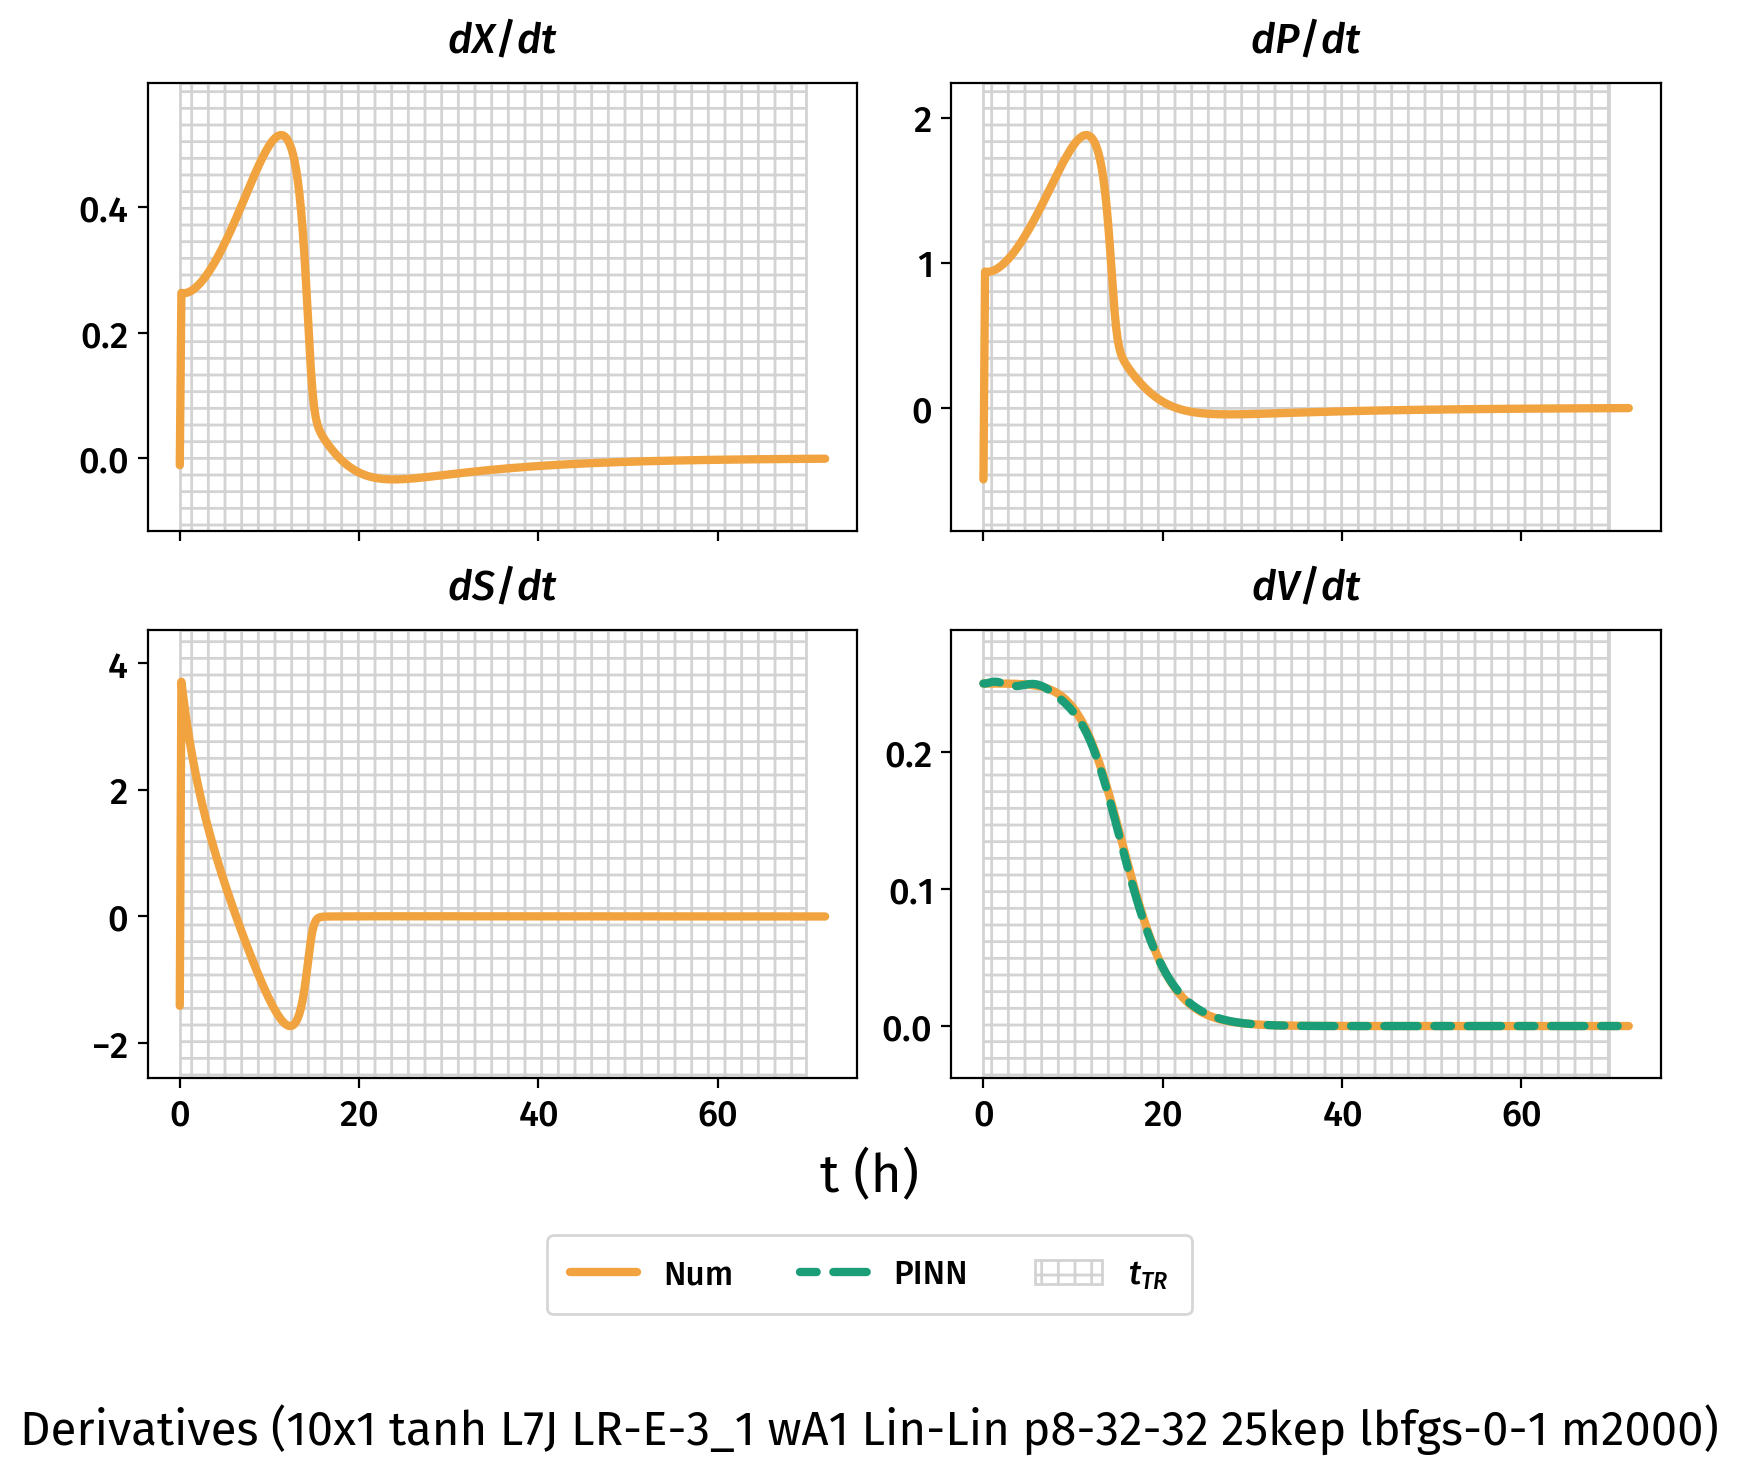 dX/dt
dP/dt
0.4
0.2
0.0
2
1
0
dS/dt
dV/dt
4
2
0
−2
0.2
0.1
0.0
0 20 40 60
0 20 40 60
t (h)
Num PINN tTR
Derivatives (10x1 tanh L7J LR-E-3_1 wA1 Lin-Lin p8-32-32 25kep lbfgs-0-1 m2000)